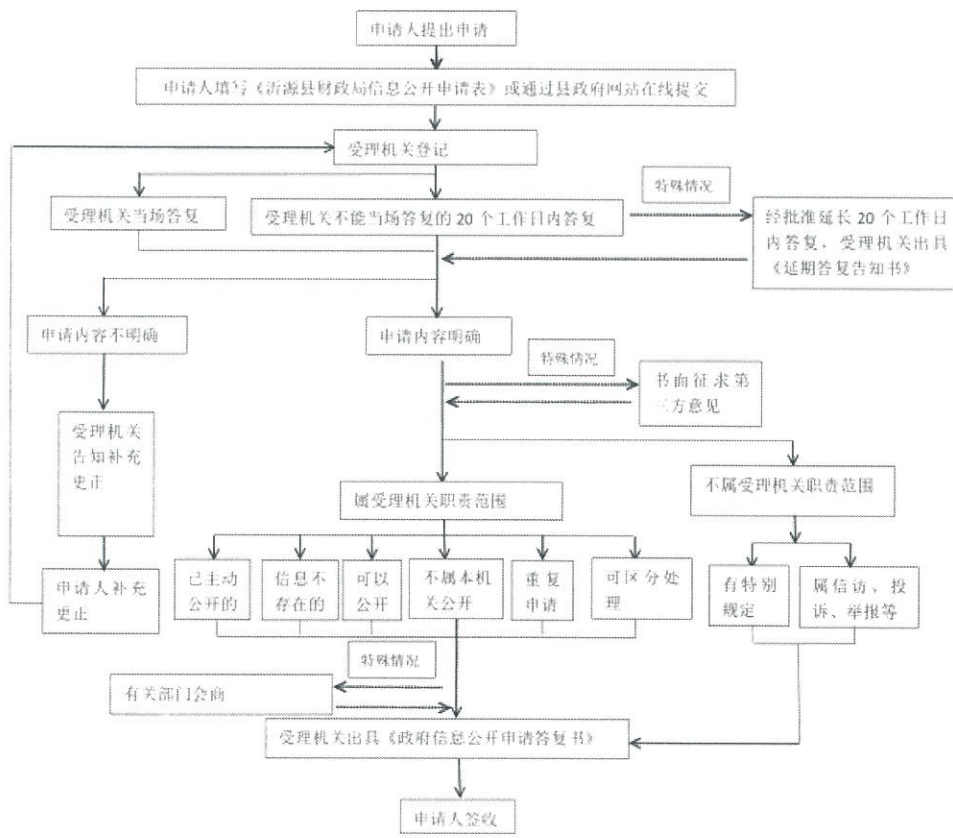 申请人提出申请
申请人填写《沂源县财政局信息公开申请表》或通过县政府网站在线提交
受理机关登记
特殊情况
受理机关当场答复
受理机关不能当场答复的 20 个工作日内答复
经批准延长 20 个工作日
内答复，受理机关出具
《延期答复告知书》
申请内容不明确
申请内容明确
特殊情况
书面征求第
三方意见
受理机关
告知补充
更正
属受理机关职责范围
不属受理机关职责范围
申请人补充
更正
已主动
公开的
信息不
存在的
可以
公开
不属本机
关公开
重复
申请
可区分处
理
有特别
规定
属信访、投
诉、举报等
特殊情况
有关部门会商
受理机关出具《政府信息公开申请答复书》
申请人签收